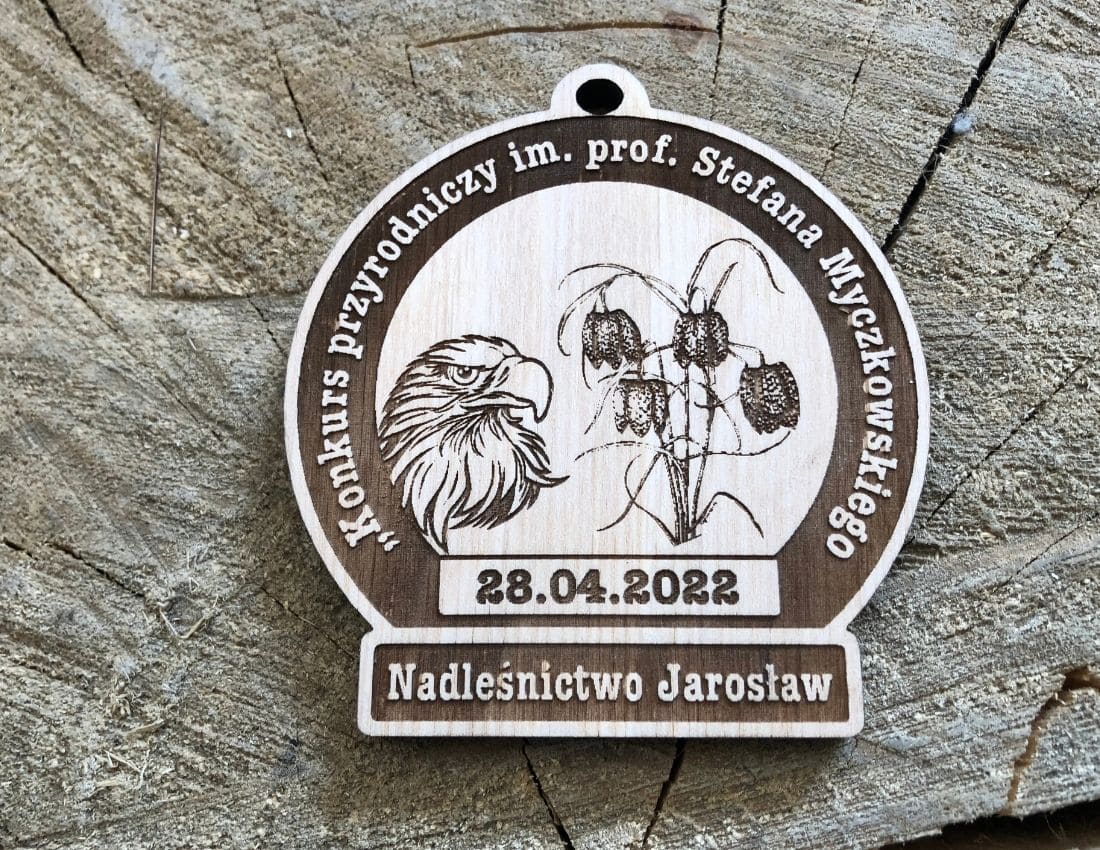 „Konkurs przyrodniczy im. prof. Stefana Myczkowskiego
28.04.2022
Nadleśnictwo Jarosław